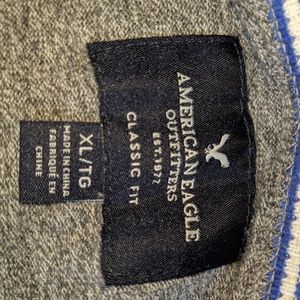 AMERICAN EAGLE
OUTFITTERS
EST. 1977
CLASSIC FIT
XL/TG
MADE IN CHINA
FABRIQUÉ EN
CHINE